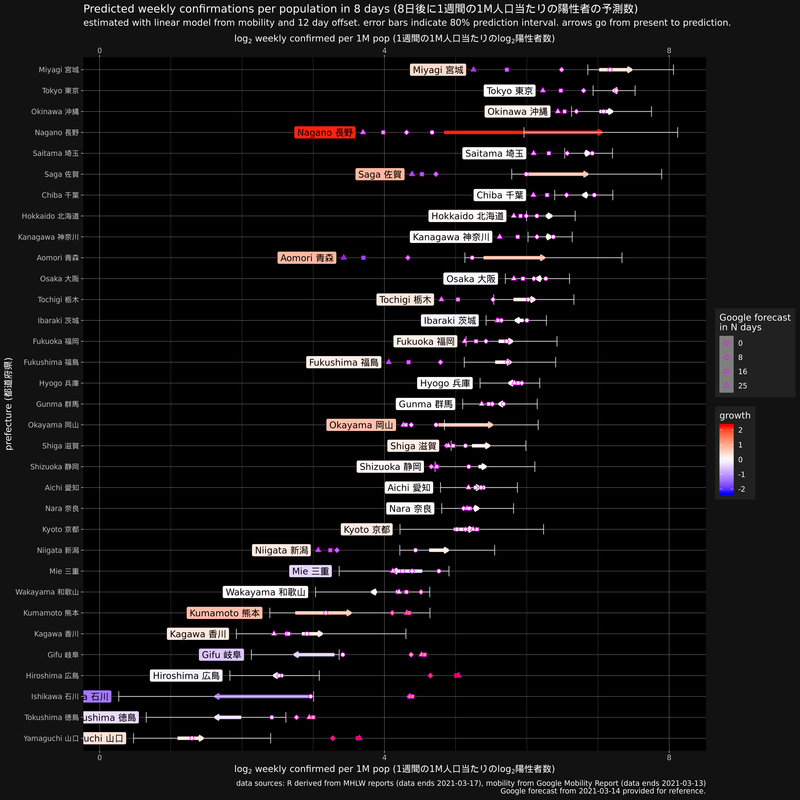 Predicted weekly confirmations per population in 8 days (8日後に1週間の1M人口当たりの陽性者の予測数)
estimated with linear model from mobility and 12 day offset. error bars indicate 80% prediction interval. arrows go from present to prediction.
log2 weekly confirmed per 1M pop (1週間の1M人口当たりのlog2陽性者数)
0 4 8
Miyagi 宮城 Miyagi 宮城
Tokyo 東京 Tokyo 東京
Okinawa 沖縄 Okinawa 沖縄
Nagano 長野 Nagano 長野
Saitama 埼玉 Saitama 埼玉
Saga 佐賀 Saga 佐賀
Chiba 千葉 Chiba 千葉
Hokkaido 北海道 Hokkaido 北海道
Kanagawa 神奈川 Kanagawa 神奈川
Aomori 青森 Aomori 青森
Osaka 大阪 Osaka 大阪
Tochigi 栃木 Tochigi 栃木
Ibaraki 茨城 Ibaraki 茨城
Fukuoka 福岡 Fukuoka 福岡
Fukushima 福島 Fukushima 福島
Hyogo 兵庫 Hyogo 兵庫
Gunma 群馬 Gunma 群馬
Okayama 岡山 Okayama 岡山
Shiga 滋賀 Shiga 滋賀
Shizuoka 静岡 Shizuoka 静岡
Aichi 愛知 Aichi 愛知
Nara 奈良 Nara 奈良
Kyoto 京都 Kyoto 京都
Niigata 新潟 Niigata 新潟
Mie 三重 Mie 三重
Wakayama 和歌山 Wakayama 和歌山
Kumamoto 熊本 Kumamoto 熊本
Kagawa 香川 Kagawa 香川
Gifu 岐阜 Gifu 岐阜
Hiroshima 広島 Hiroshima 広島
Ishikawa 石川 a 石川
Tokushima 徳島 ushima 徳島
Yamaguchi 山口 uchi 山口
prefecture (都道府県)
0 4 8
log2 weekly confirmed per 1M pop (1週間の1M人口当たりのlog2陽性者数)
Google forecast
in N days
0
8
16
25
growth
2
1
0
-1
-2
data sources: R derived from MHLW reports (data ends 2021-03-17), mobility from Google Mobility Report (data ends 2021-03-13)
Google forecast from 2021-03-14 provided for reference.